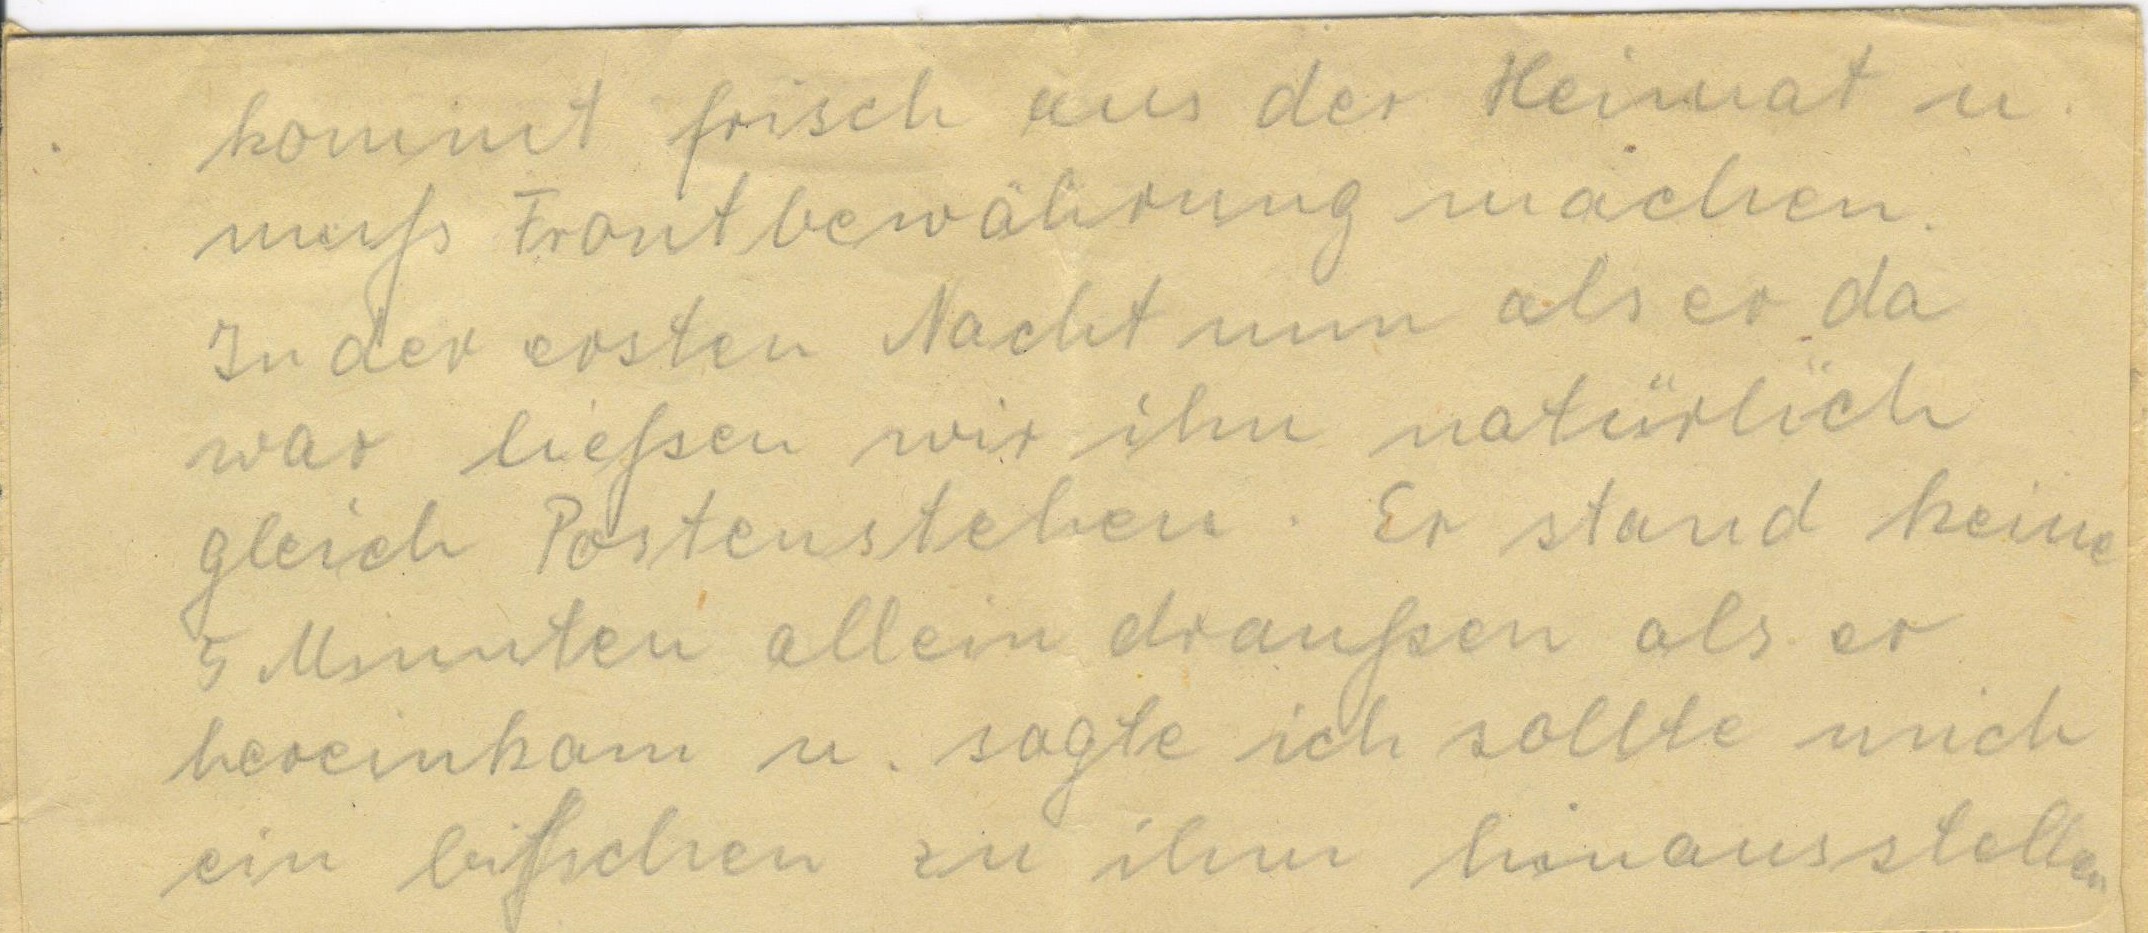 kommt frisch aus der Heimat u.
muß Frontbewährung machen.
In der ersten Nacht nun als er da
war ließen wir ihn natürlich
gleich Postenstehen. Er stand keine
5 Minuten allein draußen als er
hereinkam u. sagte ich sollte mich
ein bißchen zu ihm hinausstellen